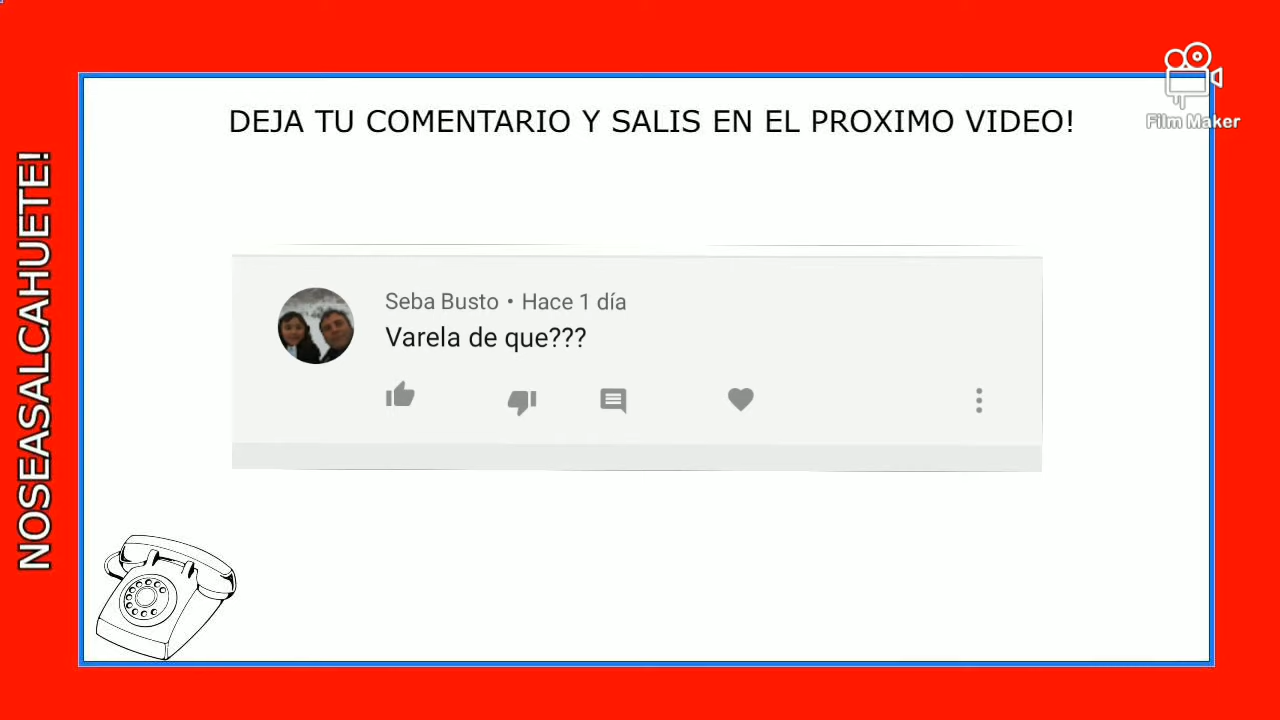 DEJA TU COMENTARIO Y SALIS EN EL PROXIMO VIDEO!
Film Maker
NOSEASALCAHUETE!
Seba Busto • Hace 1 día
Varela de que???